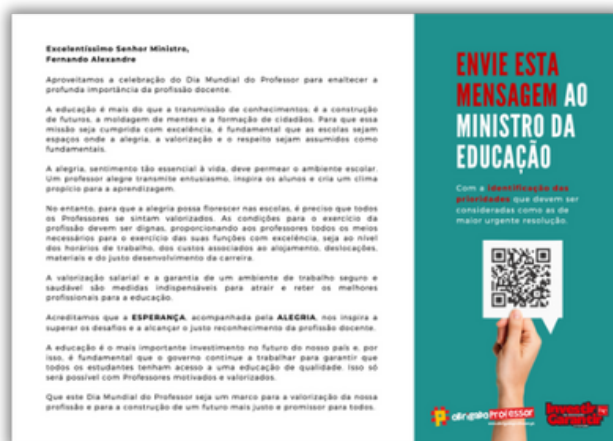 Excelentíssimo Senhor Ministro,
Fernando Alexandre
Aproveitamos a celebração do Dia Mundial do Professor para enaltecer a
profunda importância da profissão docente.
A educação é mais do que a transmissão de conhecimentos; é a construção
de futuros, a moldagem de mentes e a formação de cidadãos. Para que essa
missão seja cumprida com excelência, é fundamental que as escolas sejam
espaços onde a alegria, a valorização e o respeito sejam assumidos como
fundamentais.
A alegria, sentimento tão essencial à vida, deve permear o ambiente escolar.
Um professor alegre transmite entusiasmo, inspira os alunos e cria um clima
propício para a aprendizagem.
No entanto, para que a alegria possa florescer nas escolas, é preciso que todos
os Professores se sintam valorizados. As condições para o exercício da
profissão devem ser dignas, proporcionando aos professores todos os meios
necessários para o exercício das suas funções com excelência, seja ao nível
dos horários de trabalho, dos custos associados ao alojamento, deslocações,
materiais e do justo desenvolvimento da carreira.
A valorização salarial e a garantia de um ambiente de trabalho seguro e
saudável são medidas indispensáveis para atrair e reter os melhores
profissionais para a educação.
Acreditamos que a ESPERANÇA, acompanhada pela ALEGRIA, nos inspira a
superar os desafios e a alcançar o justo reconhecimento da profissão docente.
A educação é o mais importante investimento no futuro do nosso país e, por
isso, é fundamental que o governo continue a trabalhar para garantir que
todos os estudantes tenham acesso a uma educação de qualidade. Isso só
será possível com Professores motivados e valorizados.
Que este Dia Mundial do Professor seja um marco para a valorização da nossa
profissão e para a construção de um futuro mais justo e promissor para todos.
ENVIE ESTA
MENSAGEM AO
MINISTRO DA
EDUCAÇÃO
Com a identificação das
prioridades que devem ser
consideradas como as de
maior urgente resolução.
obrigado Professor
Investir
Garantir